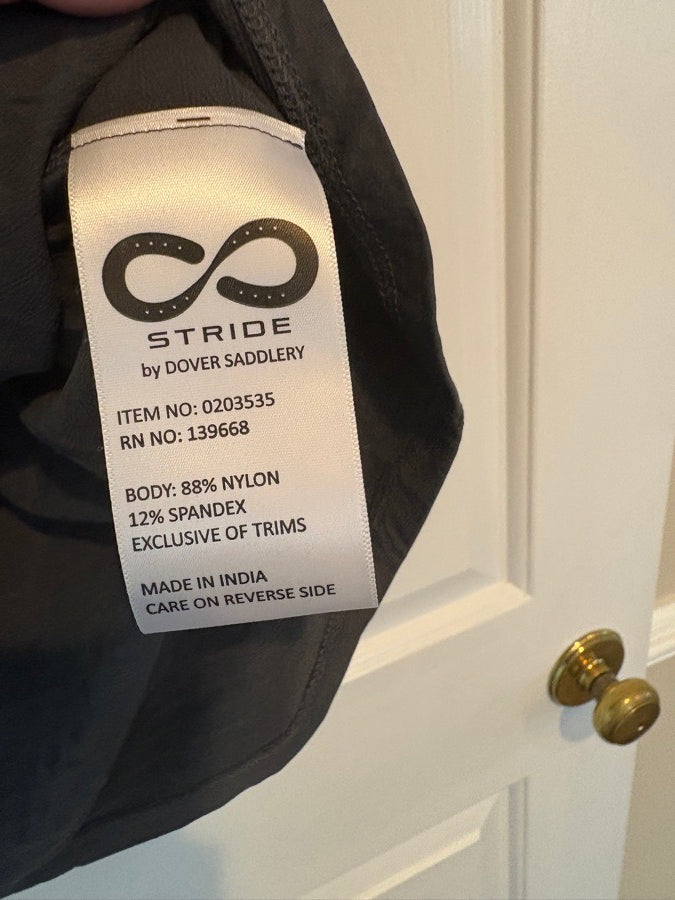 STRIDE
by DOVER SADDLERY
ITEM NO: 0203535
RN NO: 139668
BODY: 88% NYLON
12% SPANDEX
EXCLUSIVE OF TRIMS
MADE IN INDIA
CARE ON REVERSE SIDE